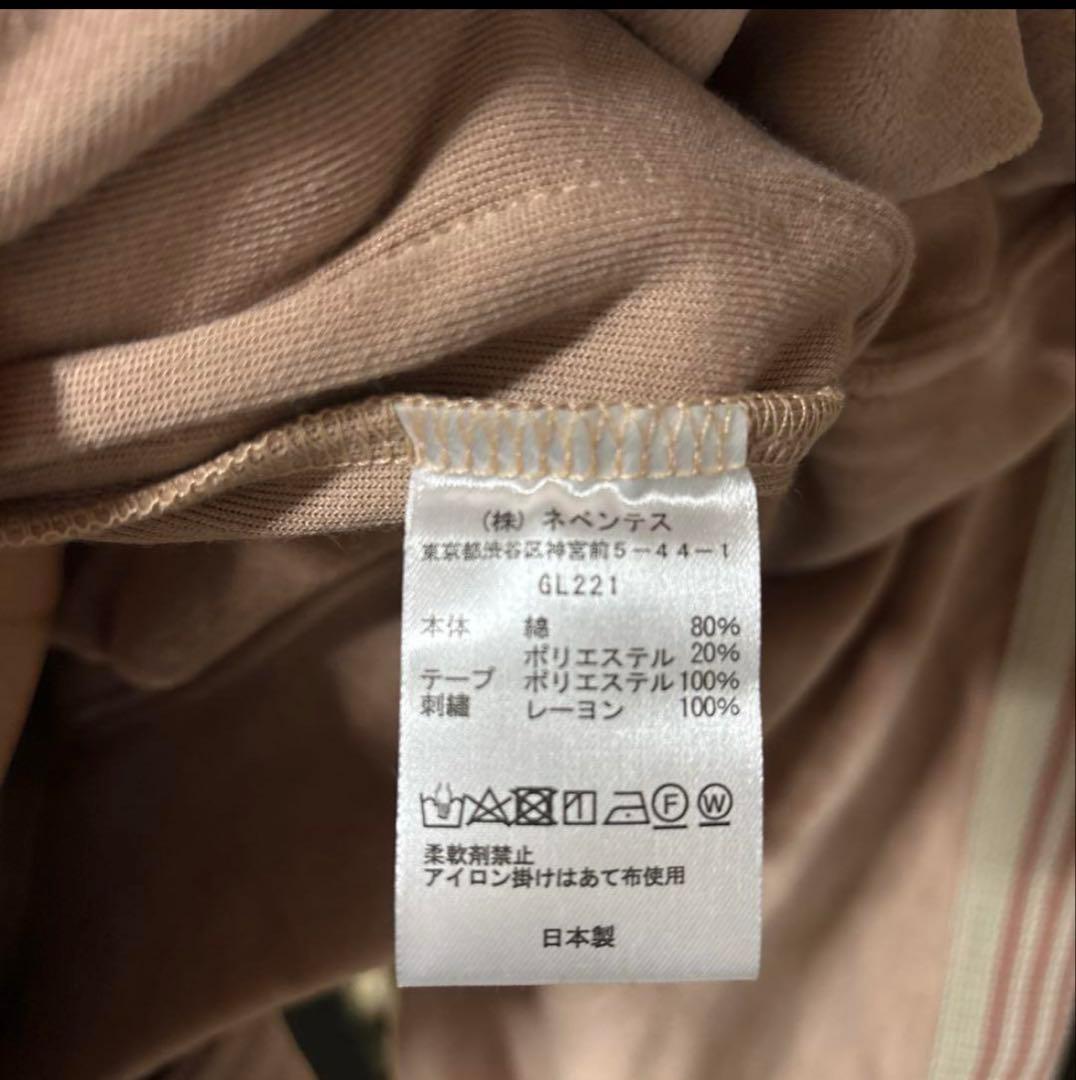 (株) ネペンテス
東京都渋谷区神宮前5-44-1
GL221
本体 綿 80%
ポリエステル 20%
テープ ポリエステル 100%
刺繍 レーヨン 100%
F W
柔軟剤禁止
アイロン掛けはあて布使用
日本製